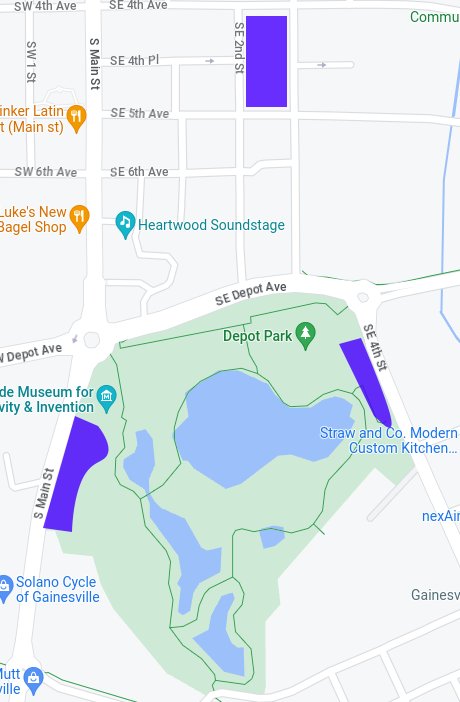 SW 4th Ave
SE 4th Ave
Commu
SW 1 St
S Main St
SE 2nd St
SE 4th Pl
inker Latin
t (Main st)
SE 5th Ave
SW 6th Ave
SE 6th Ave
Luke's New
Bagel Shop
Heartwood Soundstage
SE Depot Ave
Depot Park
SE 4th St
W Depot Ave
de Museum for
vity & Invention
Straw and Co. Modern
Custom Kitchen...
S Main St
nexAir
Solano Cycle
of Gainesville
Gainesv
Mutt
ville